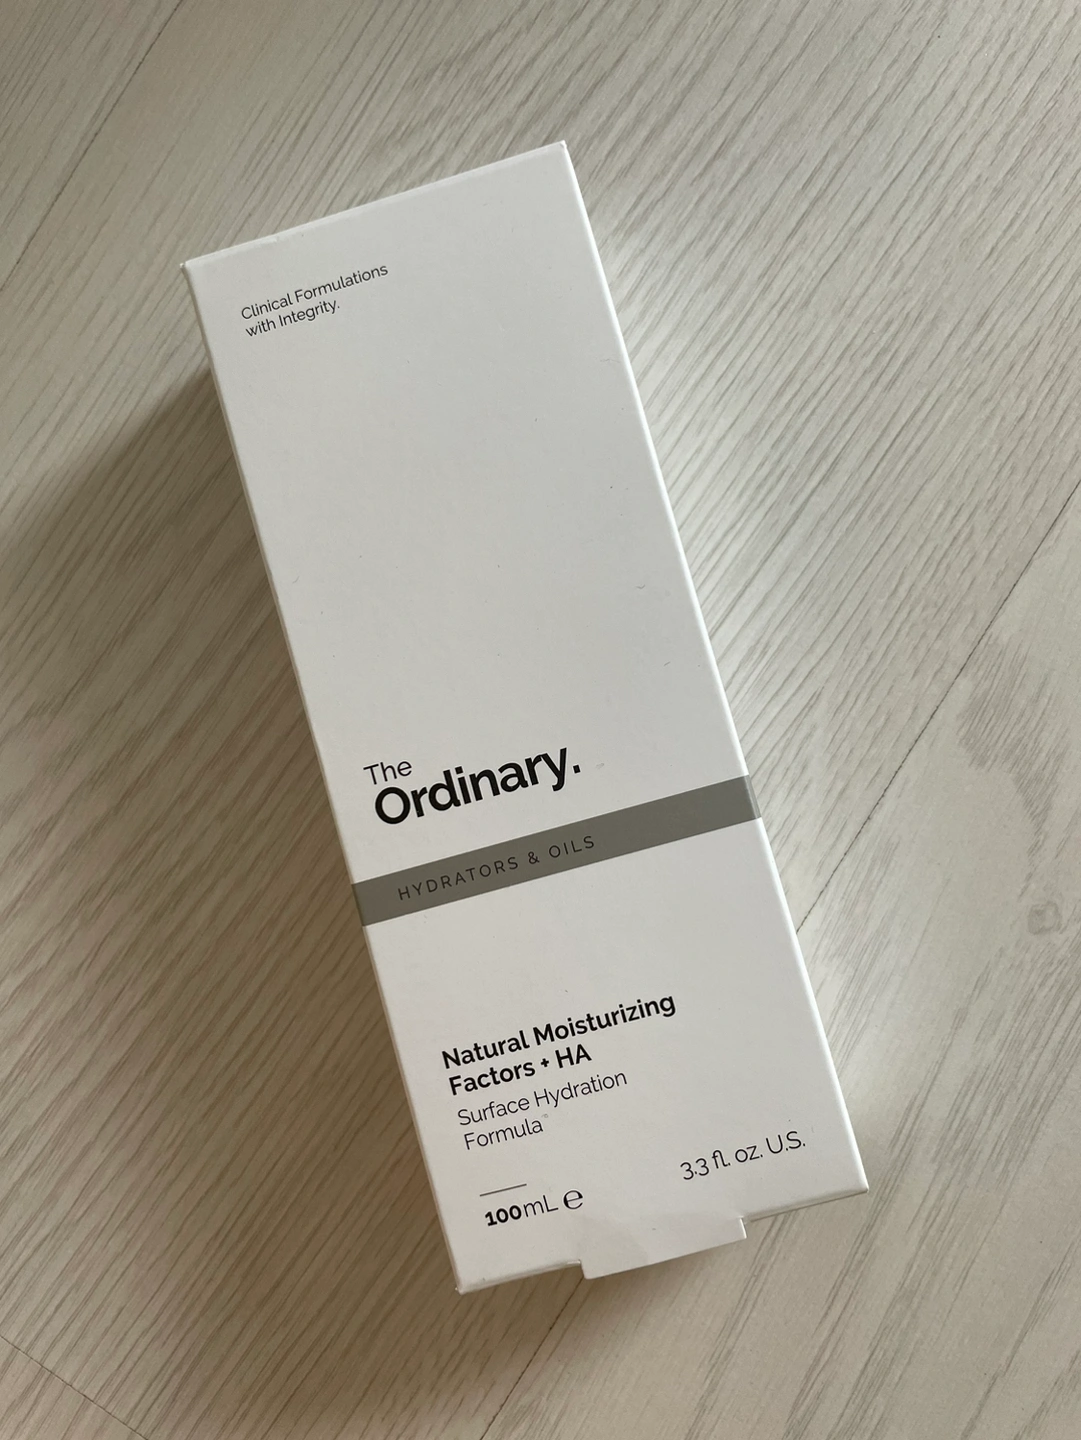 Clinical Formulations
with Integrity.
The
Ordinary.
HYDRATORS & OILS
Natural Moisturizing
Factors + HA
Surface Hydration
Formula
100mL ℮
3.3 fl. oz. U.S.